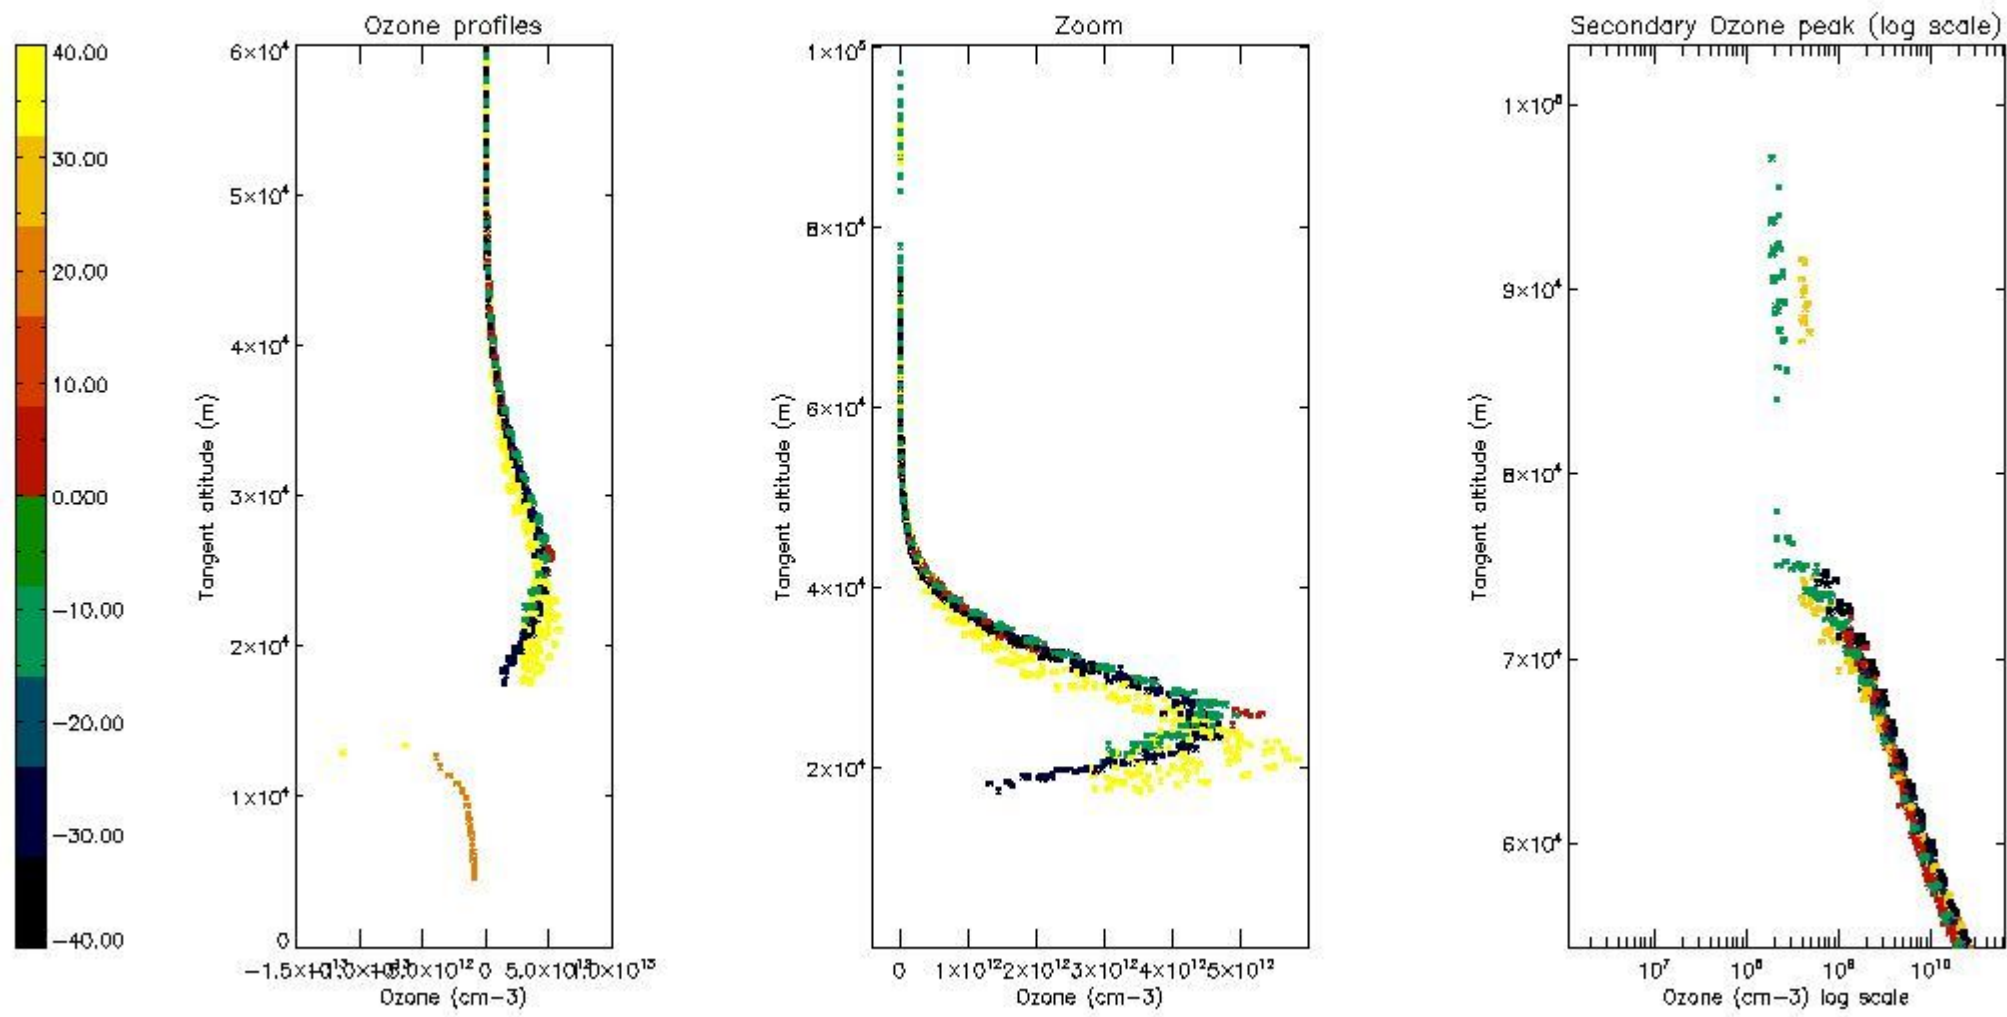 Ozone profiles
Zoom
Secondary Ozone peak (log scale)
40.00
30.00
20.00
10.00
−10.00
−20.00
−30.00
−40.00
6×10⁴
5×10⁴
4×10⁴
3×10⁴
2×10⁴
1×10⁴
0
Tangent altitude (m)
0
Ozone (cm−3)
1×10⁵
8×10⁴
6×10⁴
4×10⁴
2×10⁴
Tangent altitude (m)
0 1×10¹² 2×10¹² 3×10¹² 4×10¹² 5×10¹²
Ozone (cm−3)
9×10⁴
8×10⁴
7×10⁴
6×10⁴
Tangent altitude (m)
10⁷ 10⁸ 10⁹ 10¹⁰
Ozone (cm−3) log scale